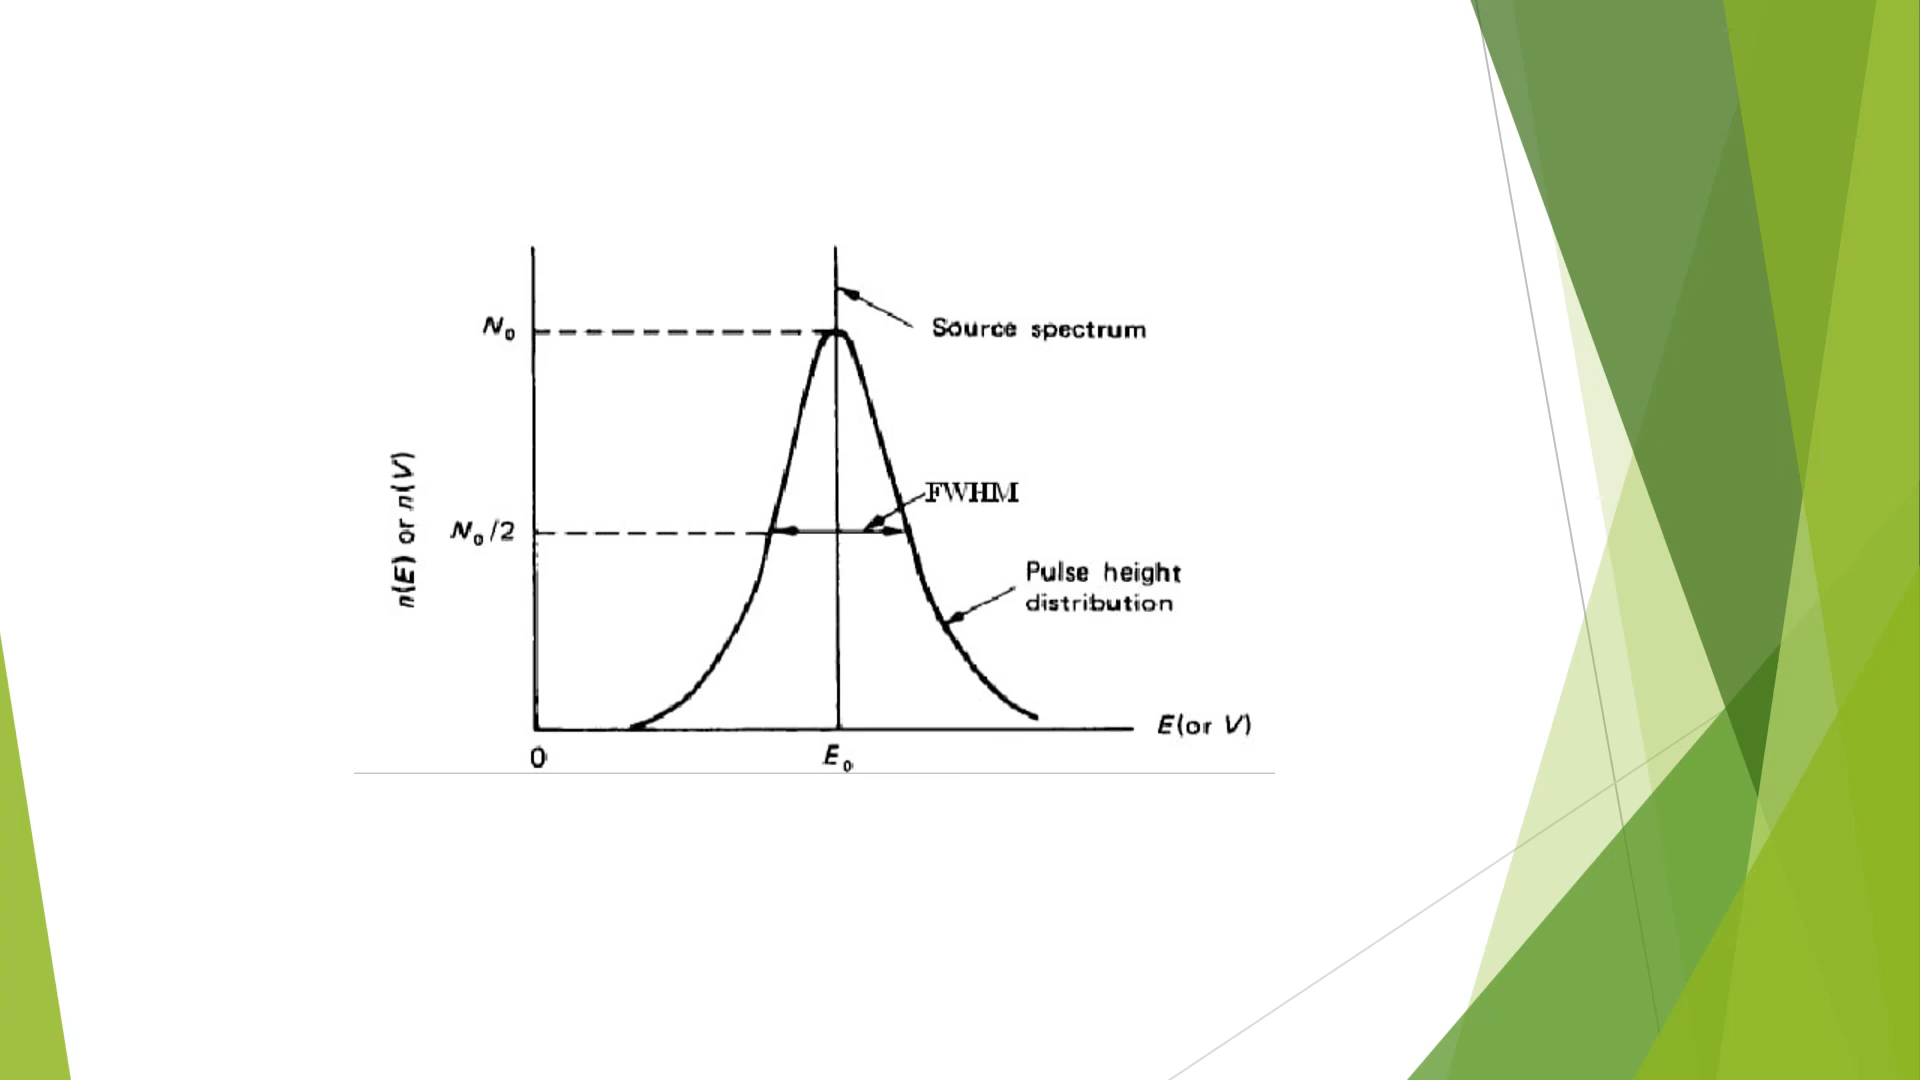 N₀
Source spectrum
FWHM
n(E) or n(V)
N₀/2
Pulse height
distribution
E(or V)
0
E₀